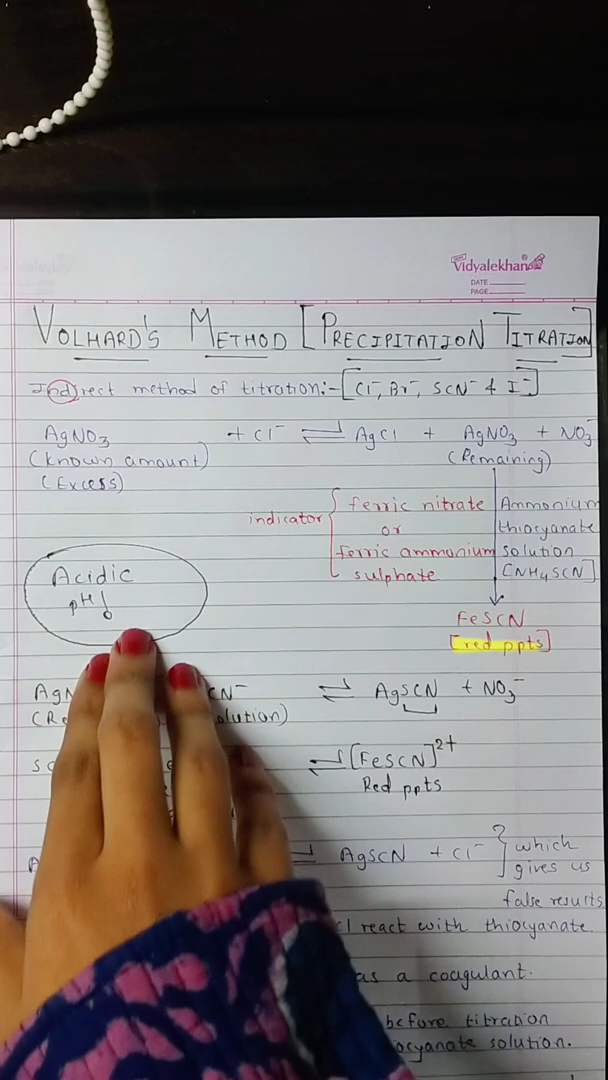 Vidyalekhan
DATE
PAGE
VOLHARD'S METHOD [PRECIPITATION TITRATION]
Indirect method of titration:- [Cl⁻, Br⁻, SCN⁻ & I⁻]
AgNO₃ + Cl⁻ ⇌ AgCl + AgNO₃ + NO₃⁻
(Known amount) (Remaining)
(Excess)
indicator { ferric nitrate
or
ferric ammonium
sulphate
Ammonium
thiocyanate
solution
[NH₄SCN]
Acidic
pH!
FeSCN
[red ppts]
⇌ AgSCN + NO₃⁻
⇌ [FeSCN]²⁺
Red ppts
AgSCN + Cl⁻ } which
gives us
false results
react with thiocyanate.
as a coagulant.
before titration
solution.